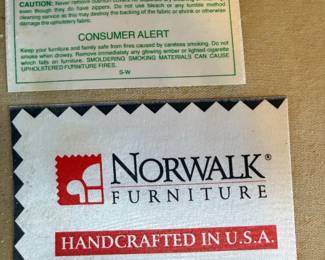 CAUTION: Never remove cushion covers for
even though they do have zippers. Do not use bleach or any tumble method
cleaning service as this may destroy the backing of the fabric or shrink or otherwise
damage the upholstery fabric.
CONSUMER ALERT
Keep your furniture and family safe from fires caused by careless smoking. Do not
smoke when drowsy. Remove immediately any glowing ember or lighted cigarette
which falls on furniture. SMOLDERING SMOKING MATERIALS CAN CAUSE
UPHOLSTERED FURNITURE FIRES.
S-W
NORWALK®
FURNITURE
HANDCRAFTED IN U.S.A.